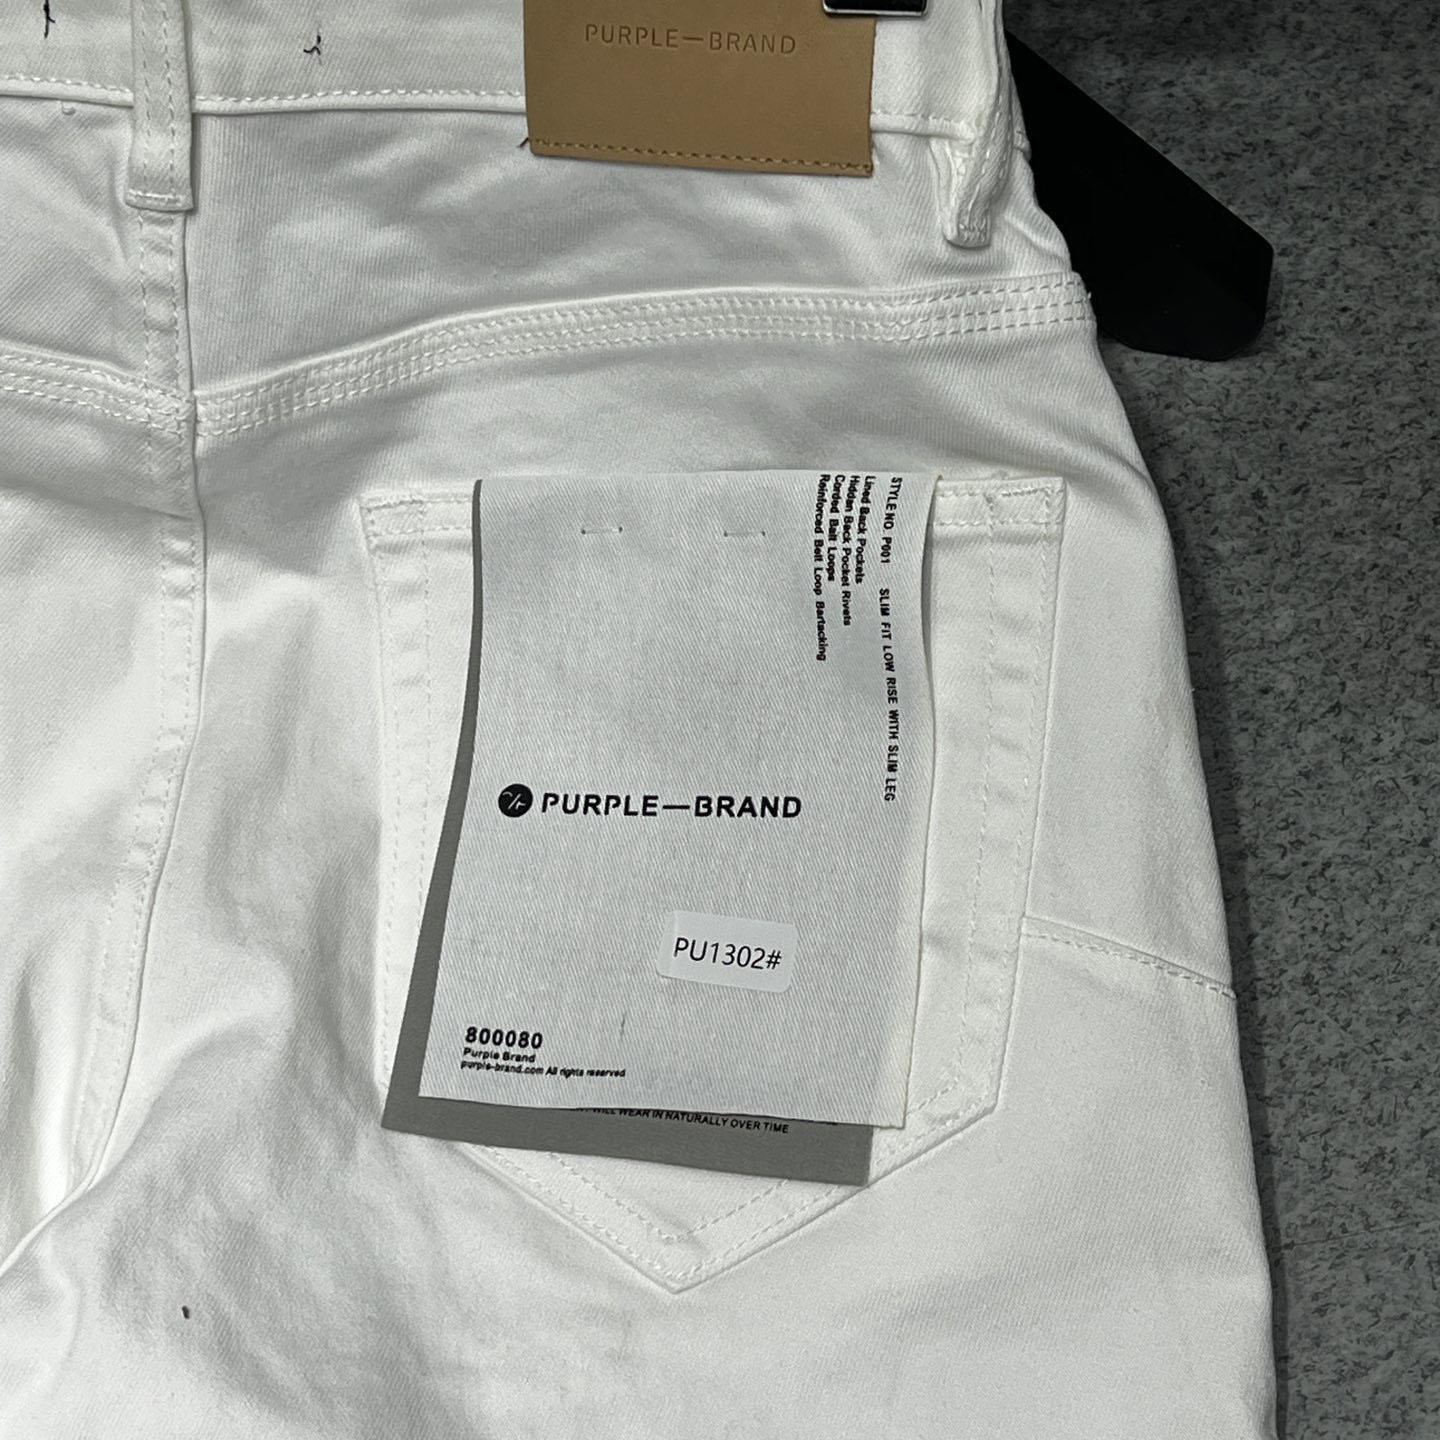 PURPLE—BRAND
STYLE NO. P001 SLIM FIT LOW RISE WITH SLIM LEG
Lined Back Pockets
Hidden Back Pocket Rivets
Corded Balt Loops
Reinforced Belt Loop Bartacking
PURPLE—BRAND
PU1302#
800080
Purple Brand
purple-brand.com All rights reserved
WILL WEAR IN NATURALLY OVER TIME